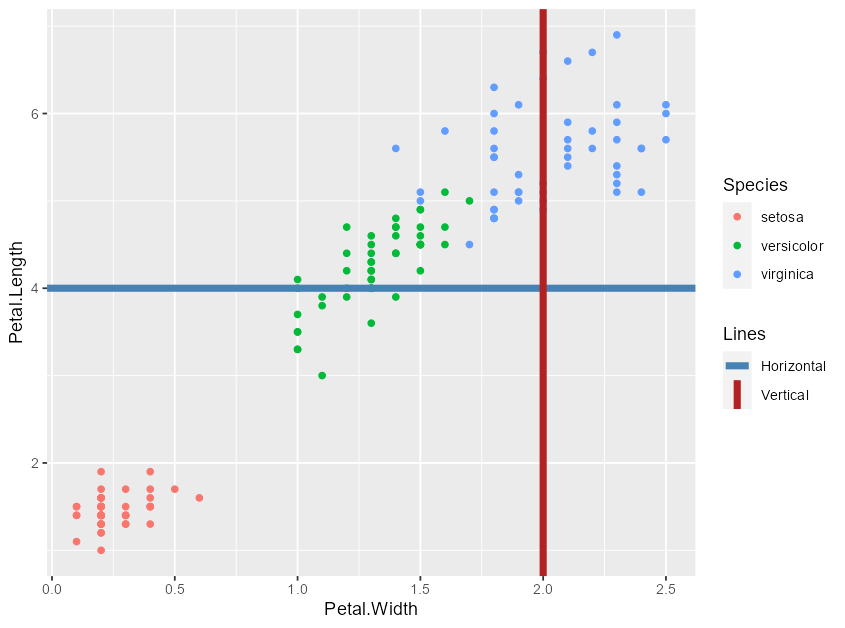 6
4
2
Petal.Length
0.0
0.5
1.0
1.5
2.0
2.5
Petal.Width
Species
setosa
versicolor
virginica
Lines
Horizontal
Vertical